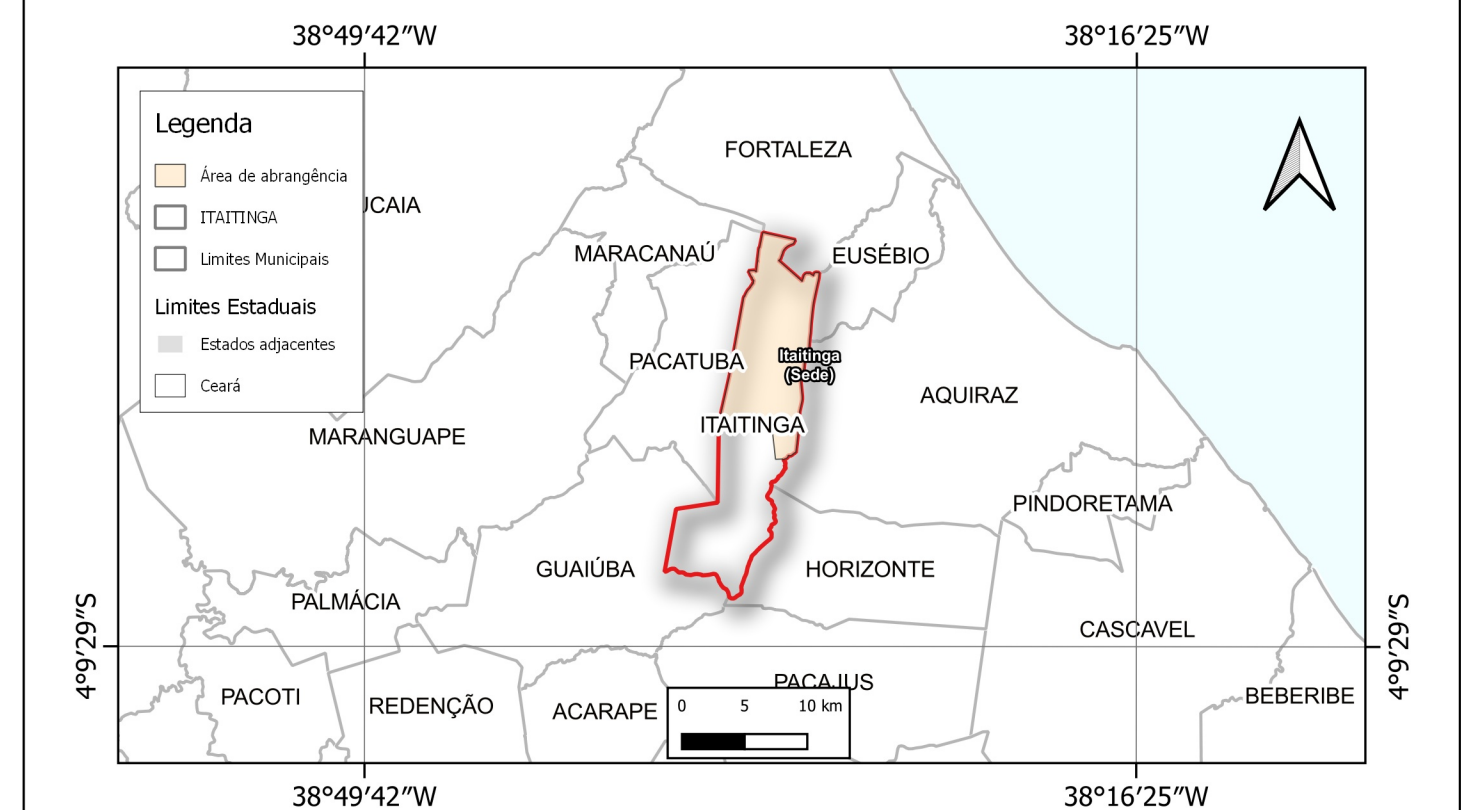 38°49′42″W 38°16′25″W
Legenda
Área de abrangência
ITAITINGA
Limites Municipais
Limites Estaduais
Estados adjacentes
Ceará
FORTALEZA
UCAIA
MARACANAÚ
EUSÉBIO
PACATUBA
Itaitinga
(Sede)
AQUIRAZ
ITAITINGA
MARANGUAPE
PINDORETAMA
GUAIÚBA
HORIZONTE
PALMÁCIA
CASCAVEL
4°9′29″S
4°9′29″S
PACAJUS
PACOTI
REDENÇÃO
ACARAPE
BEBERIBE
0 5 10 km
38°49′42″W 38°16′25″W